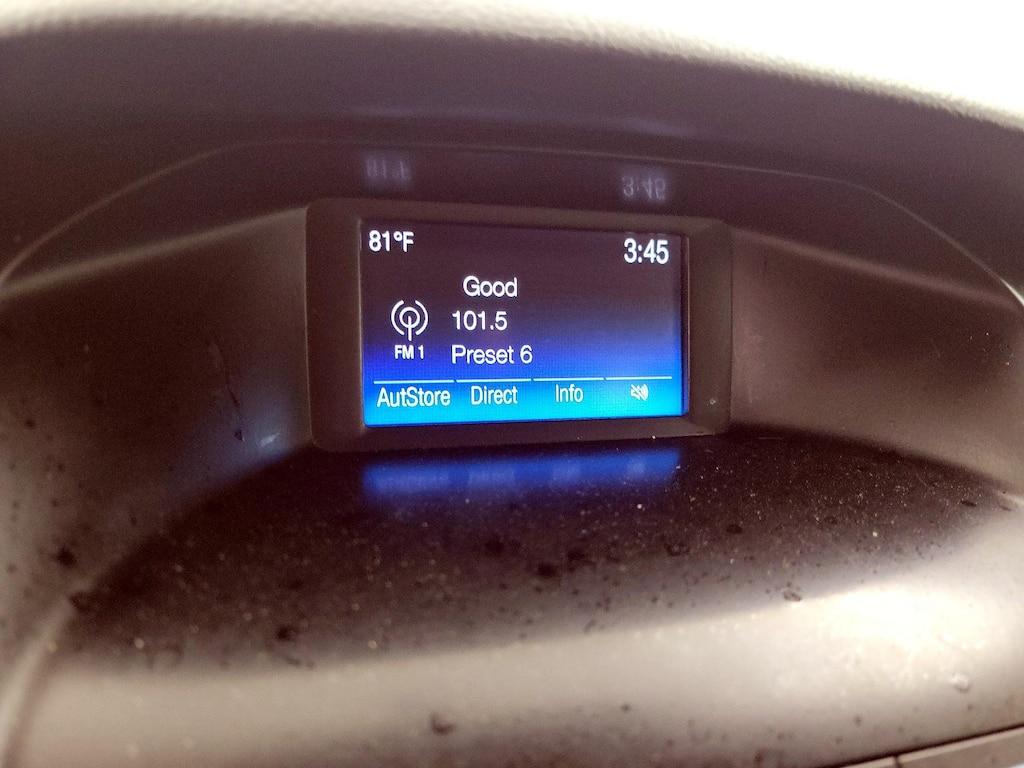 81°F 3:45
Good
101.5
FM 1 Preset 6
AutStore Direct Info